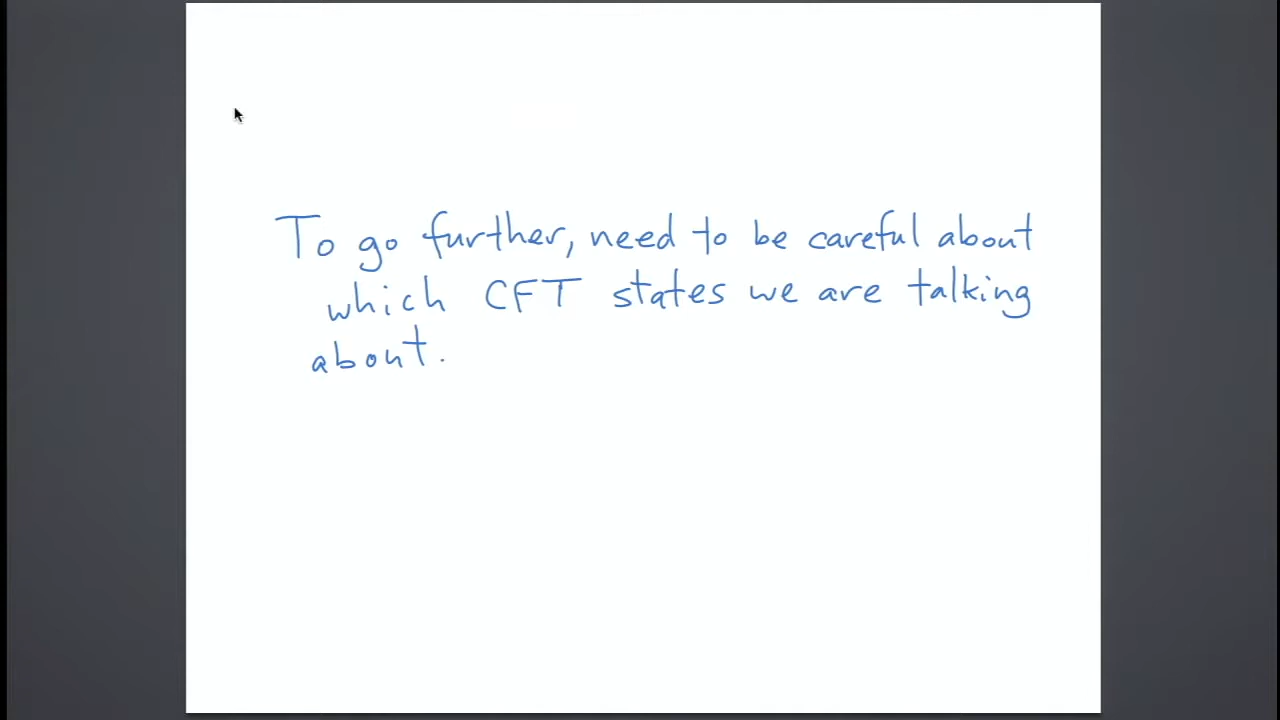 To go further, need to be careful about
which CFT states we are talking
about.